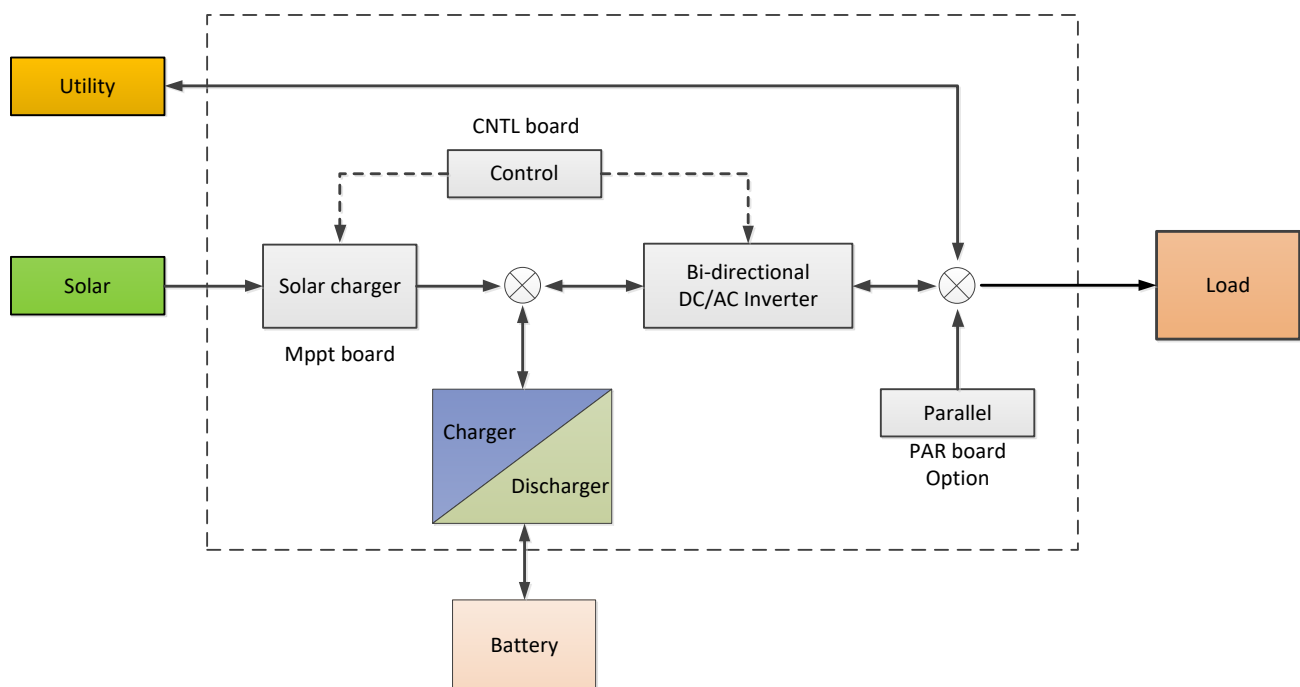 Utility
CNTL board
Control
Solar
Solar charger
Bi-directional
DC/AC Inverter
Load
Mppt board
Charger
Discharger
Parallel
PAR board
Option
Battery